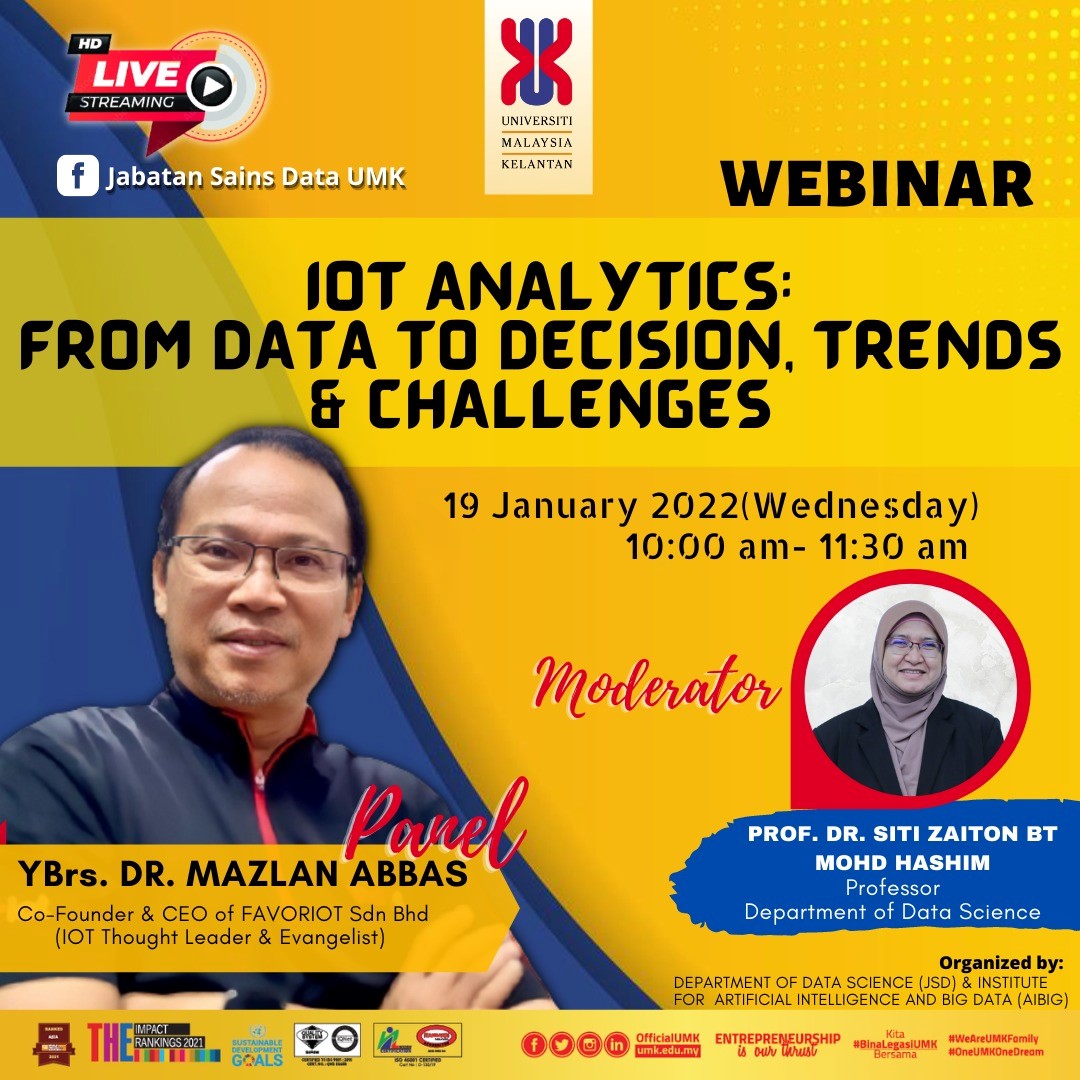 HD
LIVE
STREAMING
Jabatan Sains Data UMK
UNIVERSITI
MALAYSIA
KELANTAN
WEBINAR
IOT ANALYTICS:
FROM DATA TO DECISION, TRENDS
& CHALLENGES
19 January 2022(Wednesday)
10:00 am- 11:30 am
Moderator
Panel
YBrs. DR. MAZLAN ABBAS
Co-Founder & CEO of FAVORIOT Sdn Bhd
(IOT Thought Leader & Evangelist)
PROF. DR. SITI ZAITON BT
MOHD HASHIM
Professor
Department of Data Science
Organized by:
DEPARTMENT OF DATA SCIENCE (JSD) & INSTITUTE
FOR ARTIFICIAL INTELLIGENCE AND BIG DATA (AIBIG)
THE IMPACT
RANKINGS 2021
SUSTAINABLE
DEVELOPMENT
GOALS
OfficialUMK
umk.edu.my
ENTREPRENEURSHIP
is our thrust
Kita
#BinaLegasiUMK
Bersama
#WeAreUMKFamily
#OneUMKOneDream